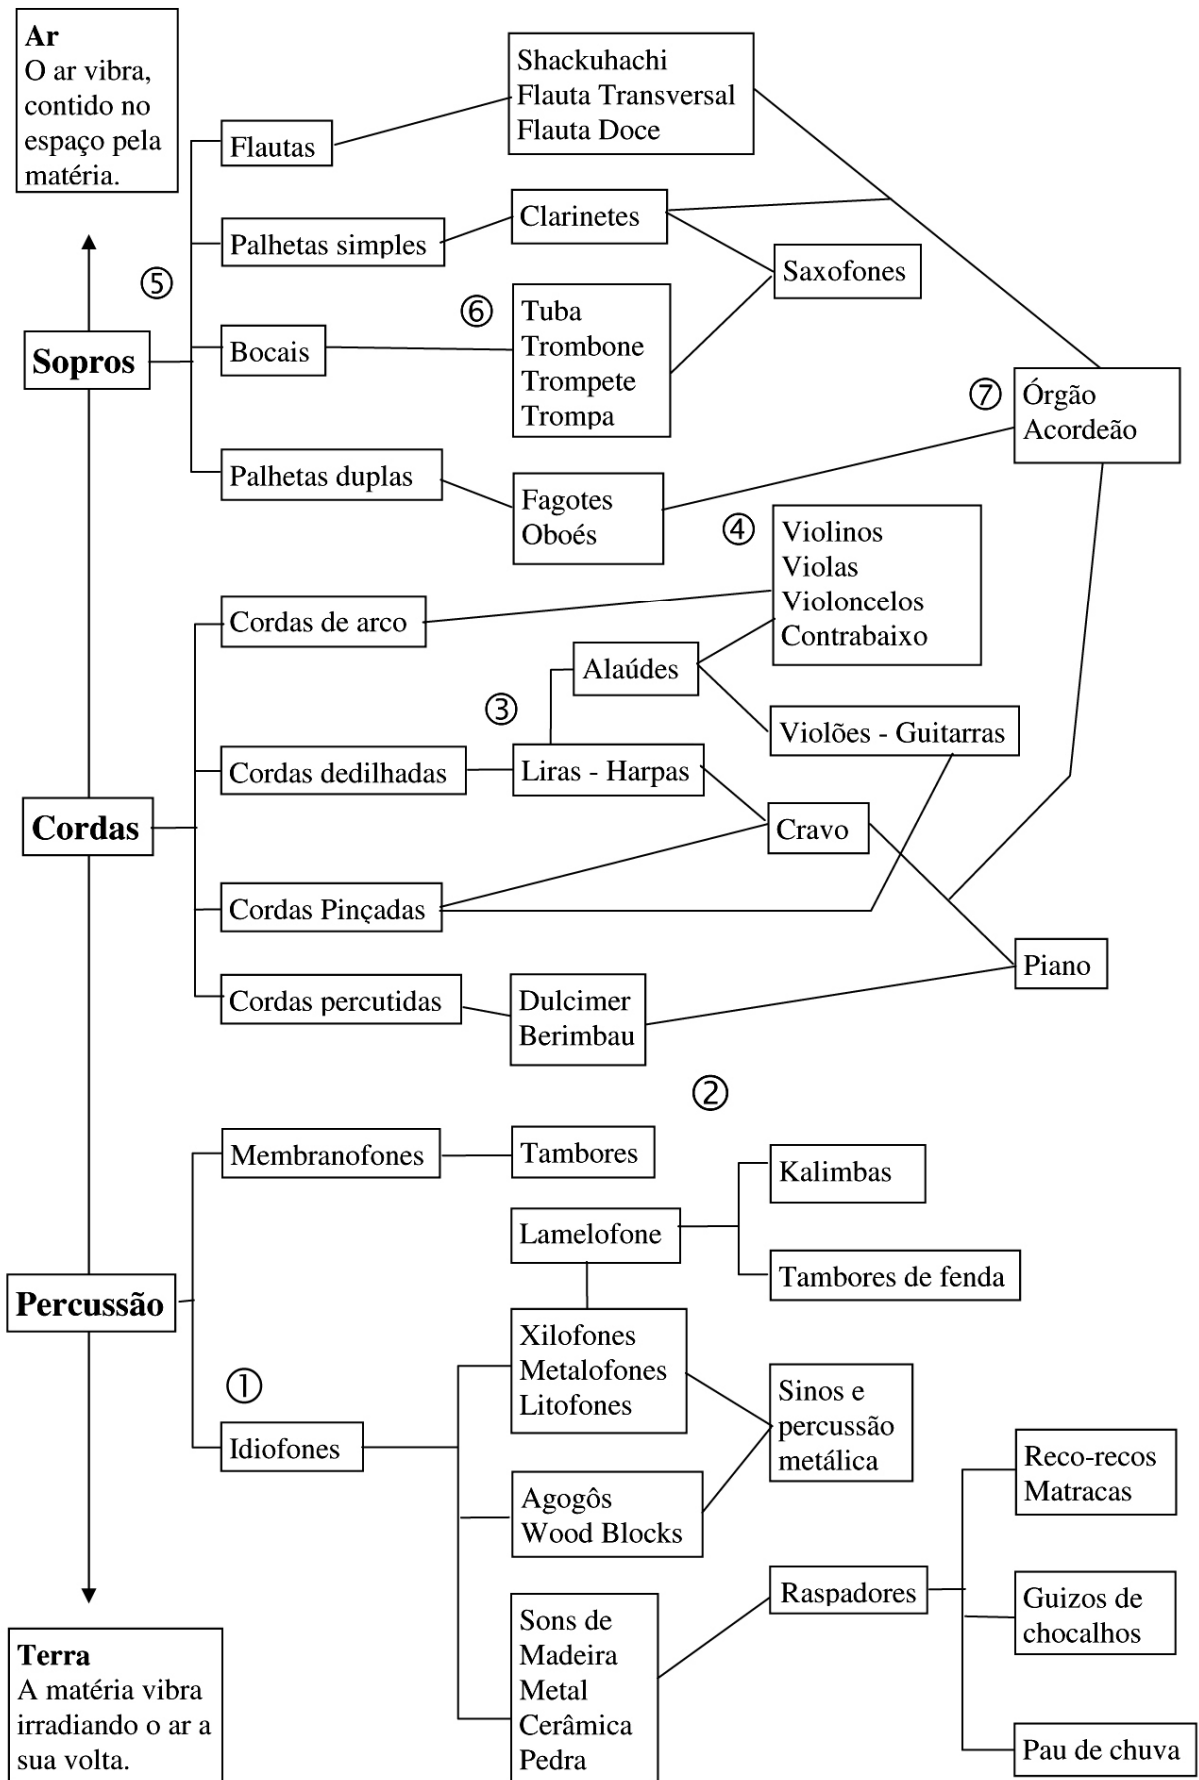 Ar
O ar vibra,
contido no
espaço pela
matéria.
Shackuhachi
Flauta Transversal
Flauta Doce
Flautas
Palhetas simples
Clarinetes
Saxofones
⑤
Sopros
Bocais
⑥
Tuba
Trombone
Trompete
Trompa
⑦
Órgão
Acordeão
Palhetas duplas
Fagotes
Oboés
④
Violinos
Violas
Violoncelos
Contrabaixo
Cordas de arco
Alaúdes
③
Violões - Guitarras
Cordas dedilhadas
Liras - Harpas
Cordas
Cravo
Cordas Pinçadas
Piano
Cordas percutidas
Dulcimer
Berimbau
②
Membranofones
Tambores
Kalimbas
Lamelofone
Tambores de fenda
Percussão
Xilofones
Metalofones
Litofones
①
Idiofones
Sinos e
percussão
metálica
Agogôs
Wood Blocks
Reco-recos
Matracas
Raspadores
Guizos de
chocalhos
Sons de
Madeira
Metal
Cerâmica
Pedra
Pau de chuva
Terra
A matéria vibra
irradiando o ar a
sua volta.